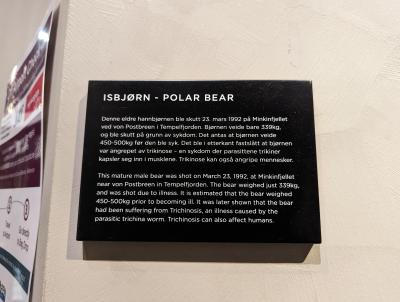 ISBJØRN - POLAR BEAR
Denne eldre hannbjørnen ble skutt 23. mars 1992 på Minkinfjellet
ved von Postbreen i Tempelfjorden. Bjørnen veide bare 339kg,
og ble skutt på grunn av sykdom. Det antas at bjørnen veide
450-500kg før den ble syk. Det ble i etterkant fastslått at bjørnen
var angrepet av trikinose – en sykdom der parasittene trikiner
kapsler seg inn i musklene. Trikinose kan også angripe mennesker.
This mature male bear was shot on March 23, 1992, at Minkinfjellet
near von Postbreen in Tempelfjorden. The bear weighed just 339kg,
and was shot due to illness. It is estimated that the bear weighed
450-500kg prior to becoming ill. It was later shown that the bear
had been suffering from Trichinosis, an illness caused by the
parasitic trichina worm. Trichinosis can also affect humans.